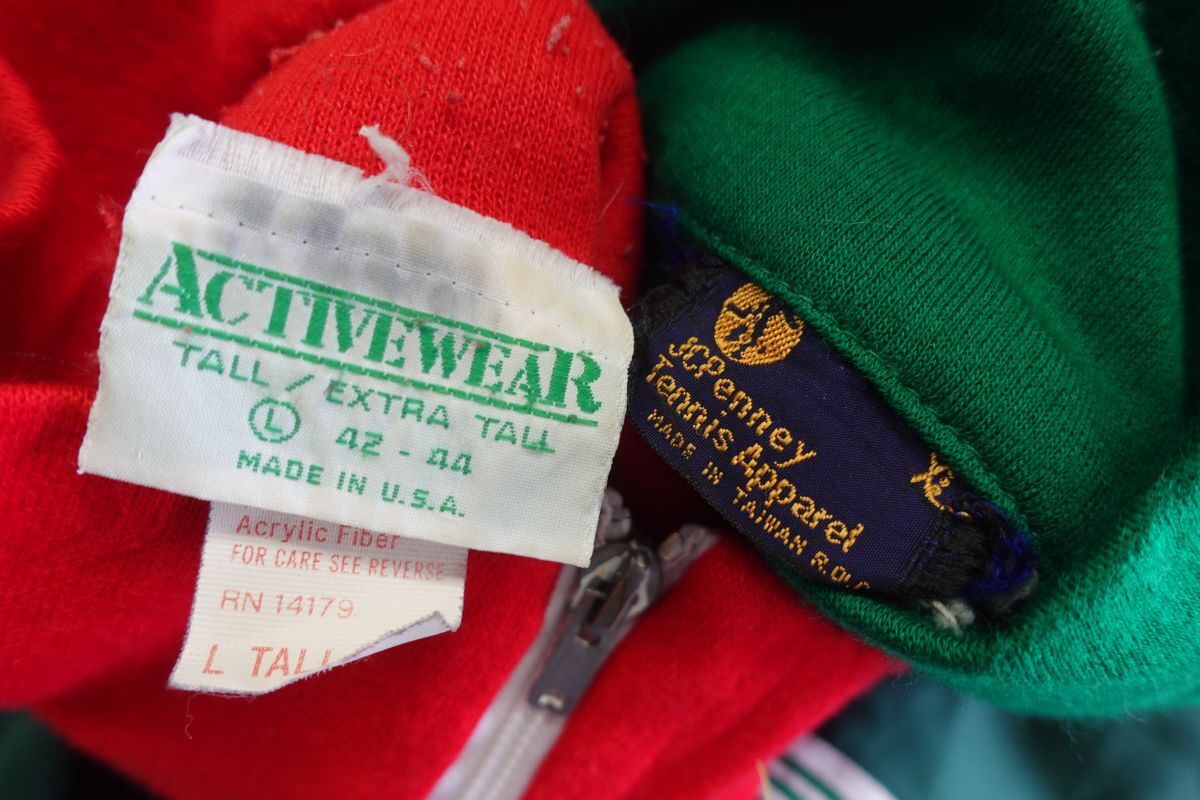 ACTIVEWEAR
TALL / EXTRA TALL
L 42 - 44
MADE IN U.S.A.
Acrylic Fiber
FOR CARE SEE REVERSE
RN 14179
L TALL
JCPenney
Tennis Apparel
MADE IN TAIWAN R.O.C